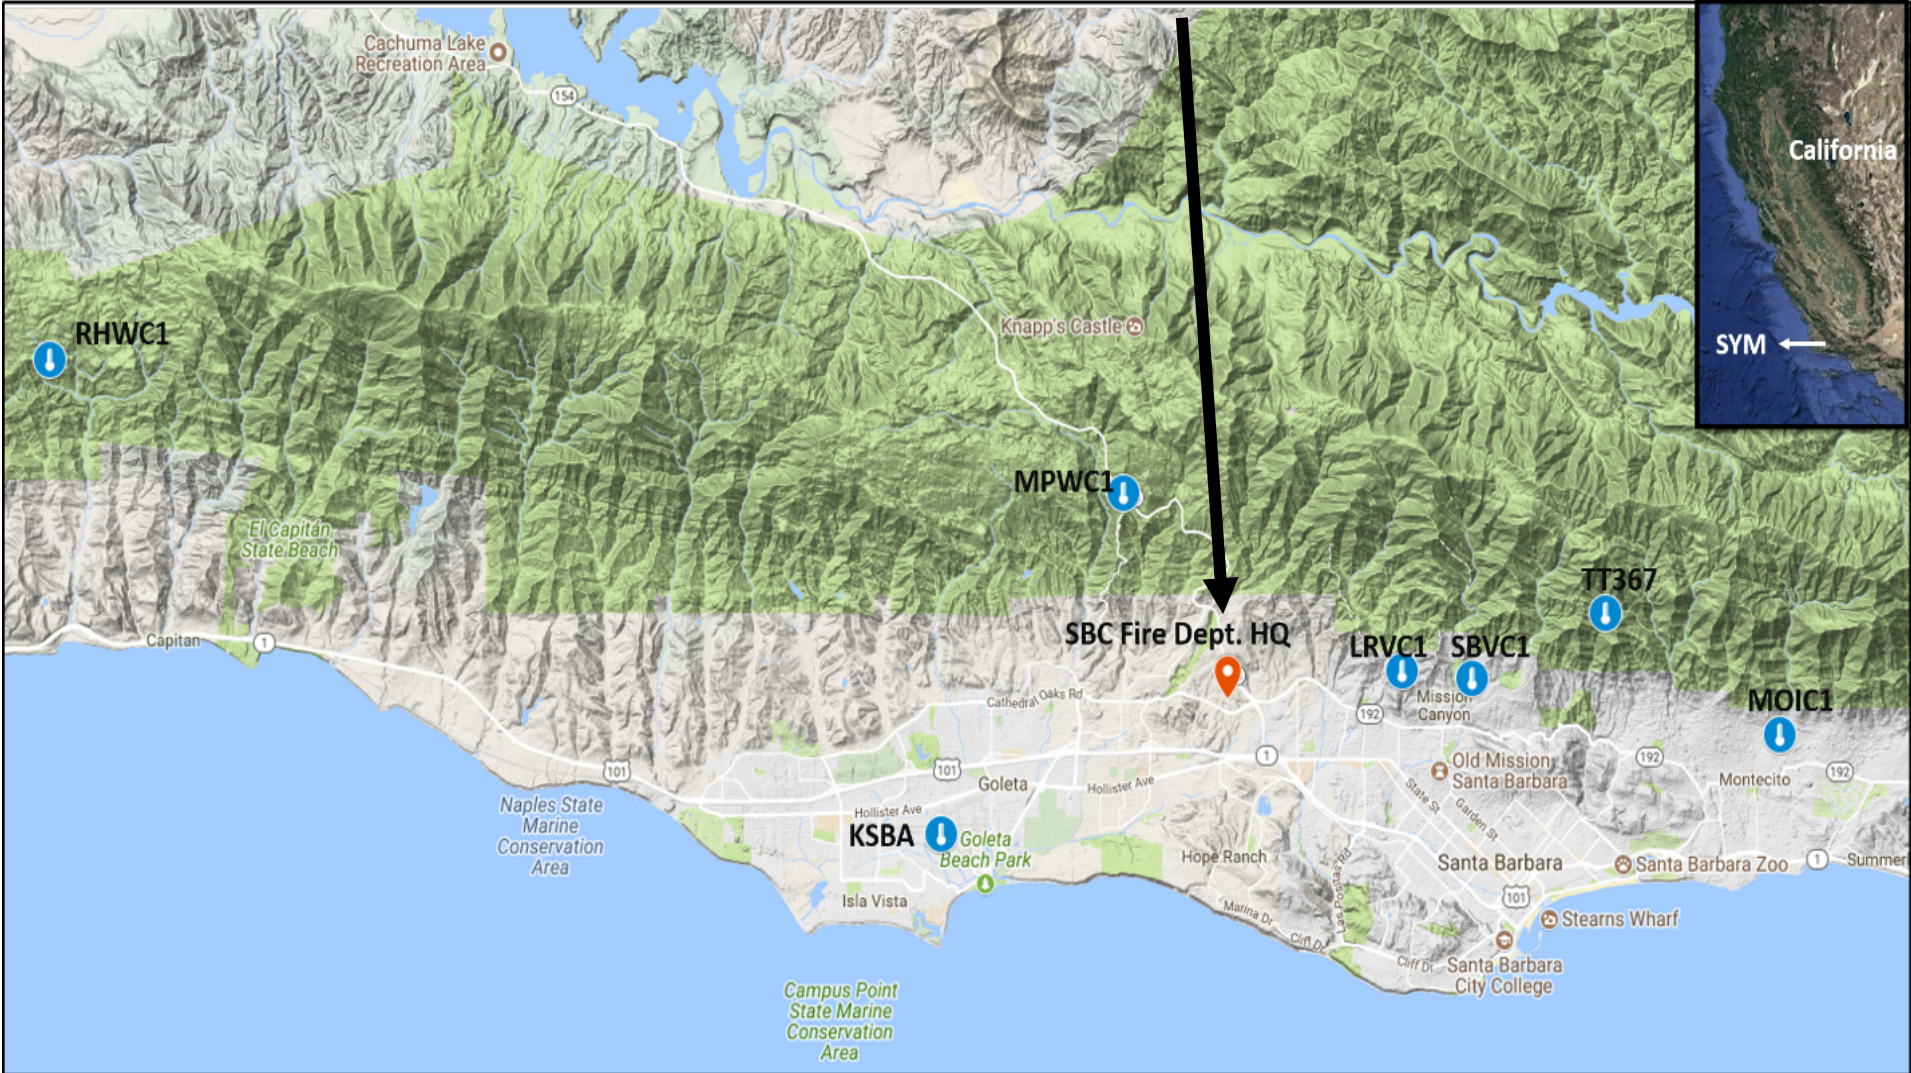 Cachuma Lake
Recreation Area
154
California
SYM
RHWC1
Knapp's Castle
MPWC1
El Capitán
State Beach
TT367
SBC Fire Dept. HQ
Capitan
1
LRVC1
SBVC1
Mission
Canyon
Cathedral Oaks Rd
192
MOIC1
1
101
101
Goleta
Hollister Ave
Old Mission
Santa Barbara
192
Montecito
192
Naples State
Marine
Conservation
Area
Hollister Ave
State St
Garden St
KSBA
Goleta
Beach Park
Hope Ranch
Las Positas Rd
Santa Barbara
Santa Barbara Zoo
1
Summerl
Isla Vista
Marina Dr
101
Stearns Wharf
Cliff Dr
Cliff Dr
Santa Barbara
City College
Campus Point
State Marine
Conservation
Area